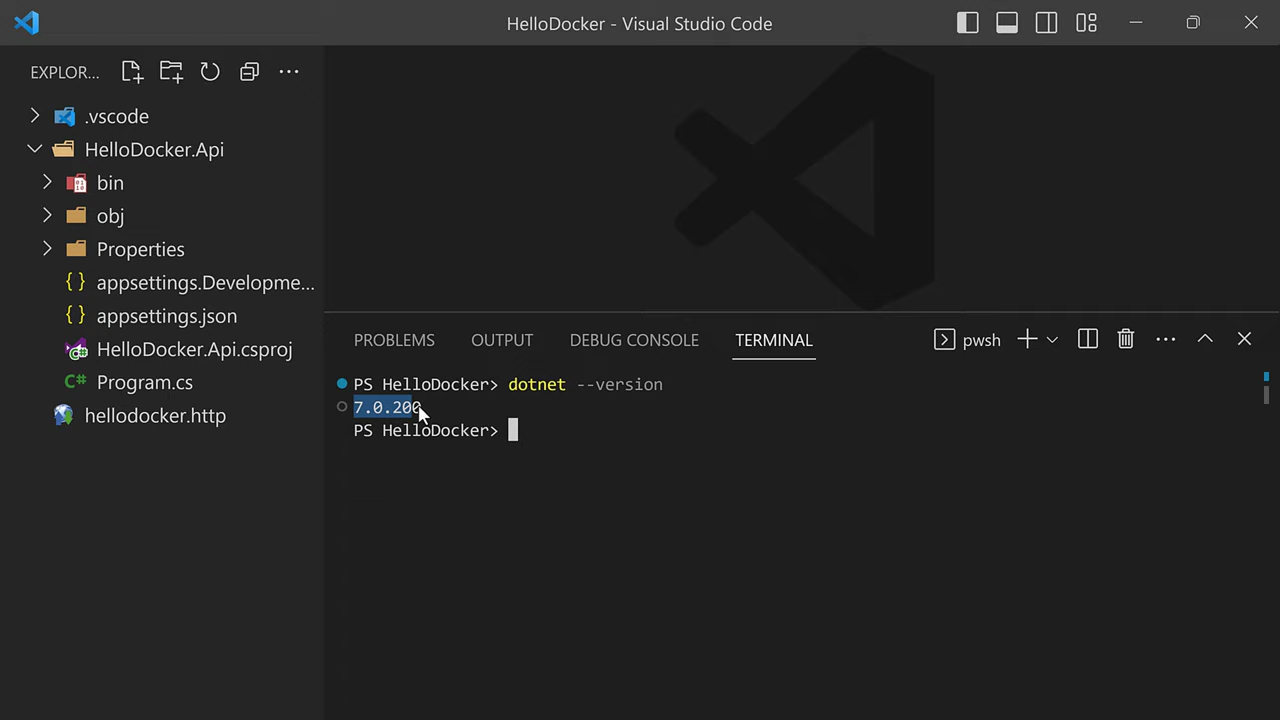 HelloDocker - Visual Studio Code
EXPLOR...
.vscode
HelloDocker.Api
bin
obj
Properties
appsettings.Developme...
appsettings.json
HelloDocker.Api.csproj
Program.cs
hellodocker.http
PROBLEMS OUTPUT DEBUG CONSOLE TERMINAL pwsh
PS HelloDocker> dotnet --version
7.0.200
PS HelloDocker>